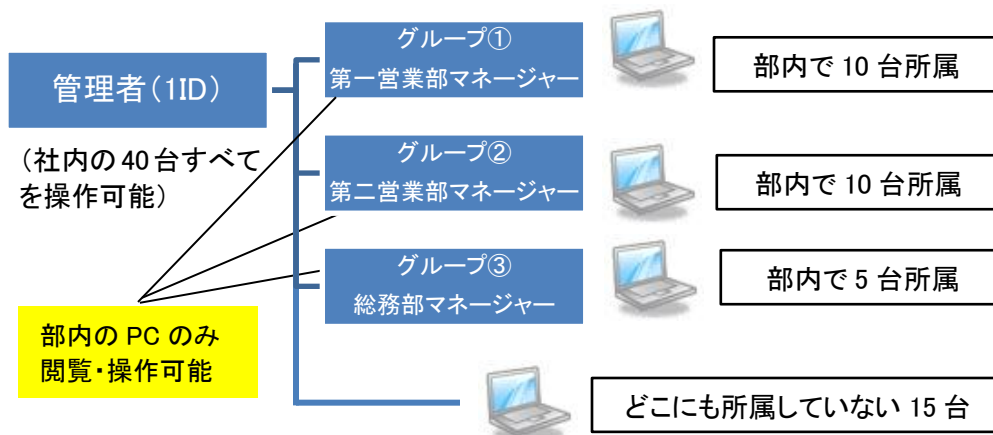 グループ①
第一営業部マネージャー
部内で 10 台所属
管理者(1ID)
(社内の 40 台すべて
を操作可能)
グループ②
第二営業部マネージャー
部内で 10 台所属
グループ③
総務部マネージャー
部内で 5 台所属
部内の PC のみ
閲覧・操作可能
どこにも所属していない 15 台